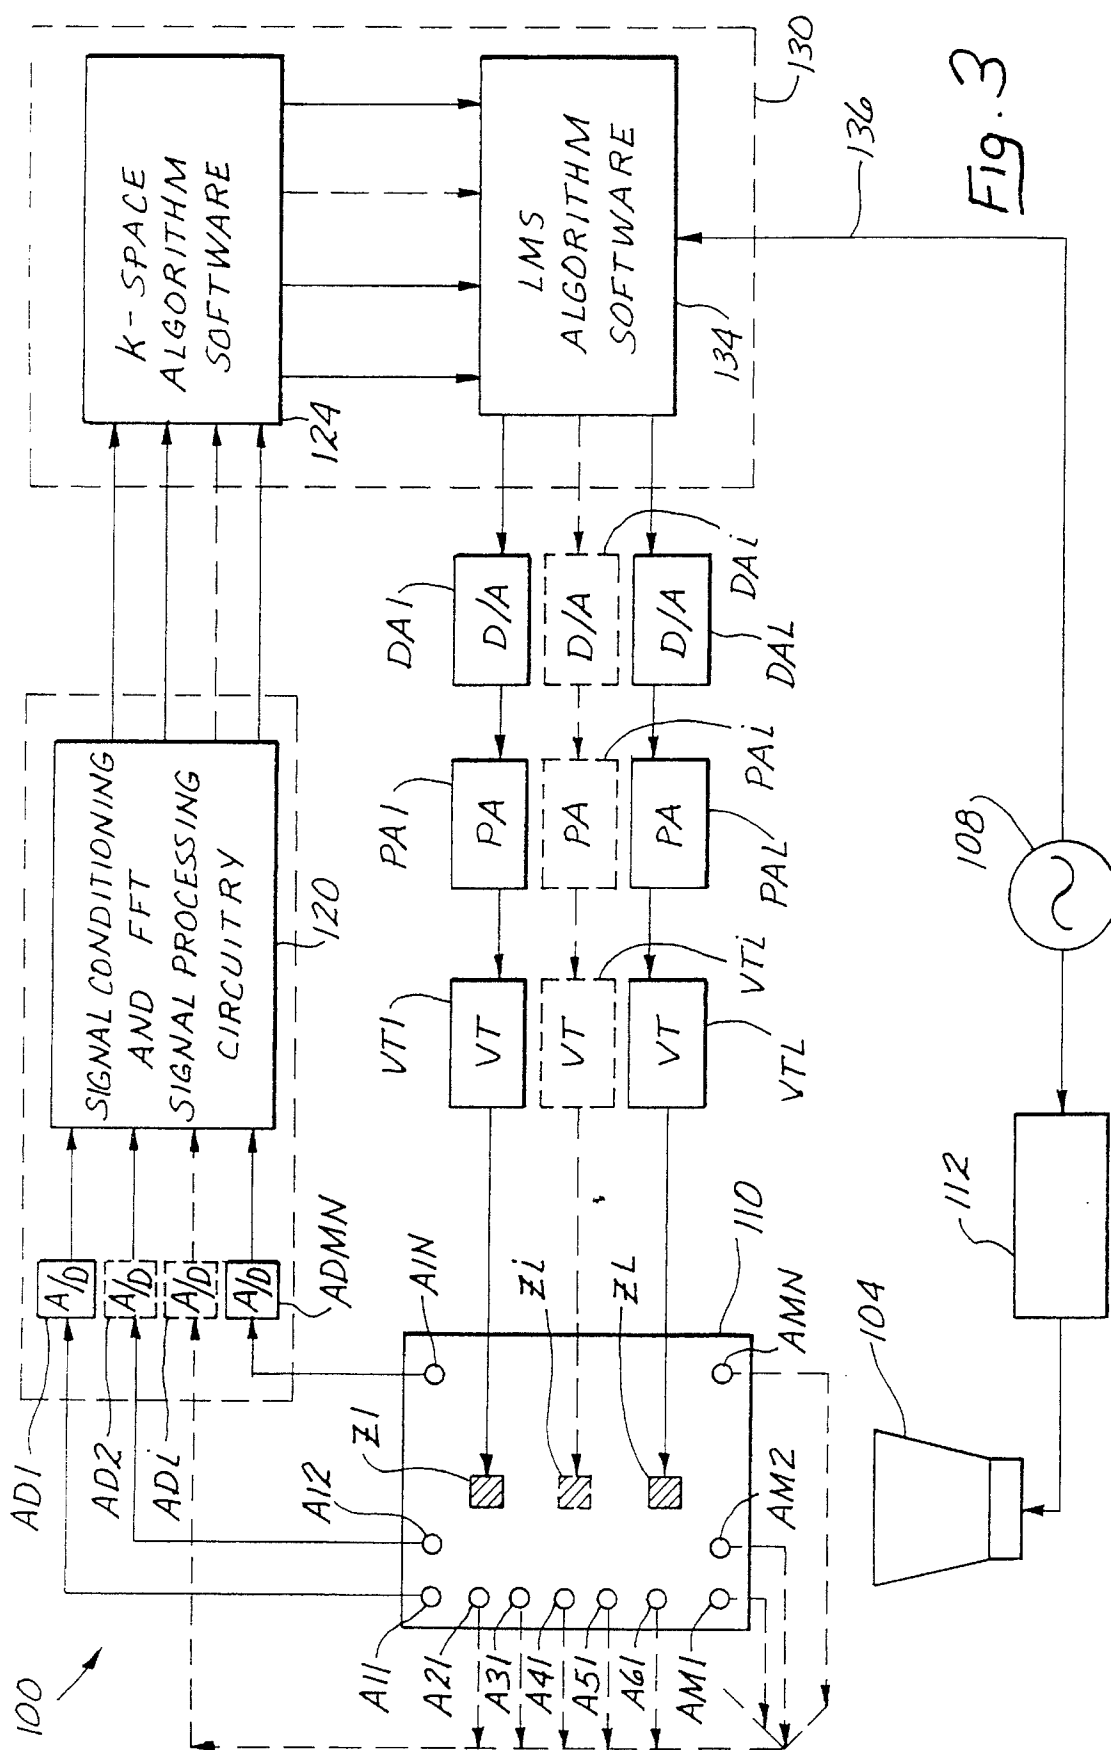 100
AD1
AD2
ADi
A/D
A/D
A/D
A/D
ADMN
SIGNAL CONDITIONING
AND FFT
SIGNAL PROCESSING
CIRCUITRY
120
K-SPACE
ALGORITHM
SOFTWARE
124
LMS
ALGORITHM
SOFTWARE
134
130
136
DA1
D/A
D/A
D/A
DAi
DAL
PA1
PA
PA
PA
PAi
PAL
VT1
VT
VT
VT
VTi
VTL
A11
A12
A1N
A21
A31
A41
A51
A61
AM1
AM2
AMN
Z1
Zi
ZL
110
104
112
108
Fig. 3